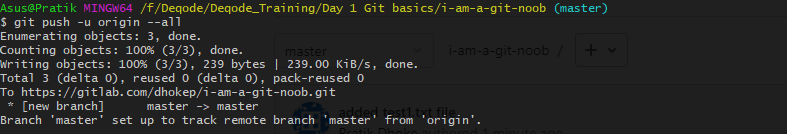 Asus@Pratik MINGW64 /f/Deqode/Deqode_Training/Day 1 Git basics/i-am-a-git-noob (master)
$ git push -u origin --all
Enumerating objects: 3, done.
Counting objects: 100% (3/3), done.
Writing objects: 100% (3/3), 239 bytes | 239.00 KiB/s, done.
Total 3 (delta 0), reused 0 (delta 0), pack-reused 0
To https://gitlab.com/dhokep/i-am-a-git-noob.git
 * [new branch]      master -> master
Branch 'master' set up to track remote branch 'master' from 'origin'.
master
i-am-a-git-noob /
+
added test1.txt file